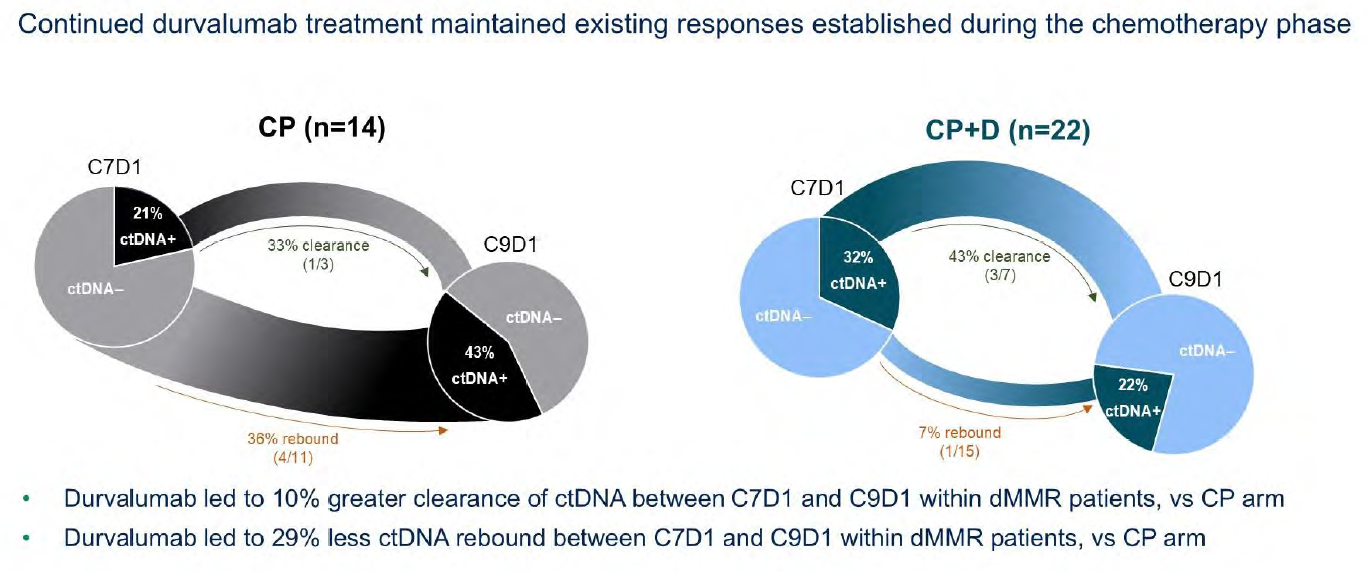 Continued durvalumab treatment maintained existing responses established during the chemotherapy phase
CP (n=14)
C7D1
21%
ctDNA+
ctDNA–
33% clearance
(1/3)
C9D1
ctDNA–
43%
ctDNA+
36% rebound
(4/11)
CP+D (n=22)
C7D1
32%
ctDNA+
ctDNA–
43% clearance
(3/7)
C9D1
ctDNA–
22%
ctDNA+
7% rebound
(1/15)
• Durvalumab led to 10% greater clearance of ctDNA between C7D1 and C9D1 within dMMR patients, vs CP arm
• Durvalumab led to 29% less ctDNA rebound between C7D1 and C9D1 within dMMR patients, vs CP arm